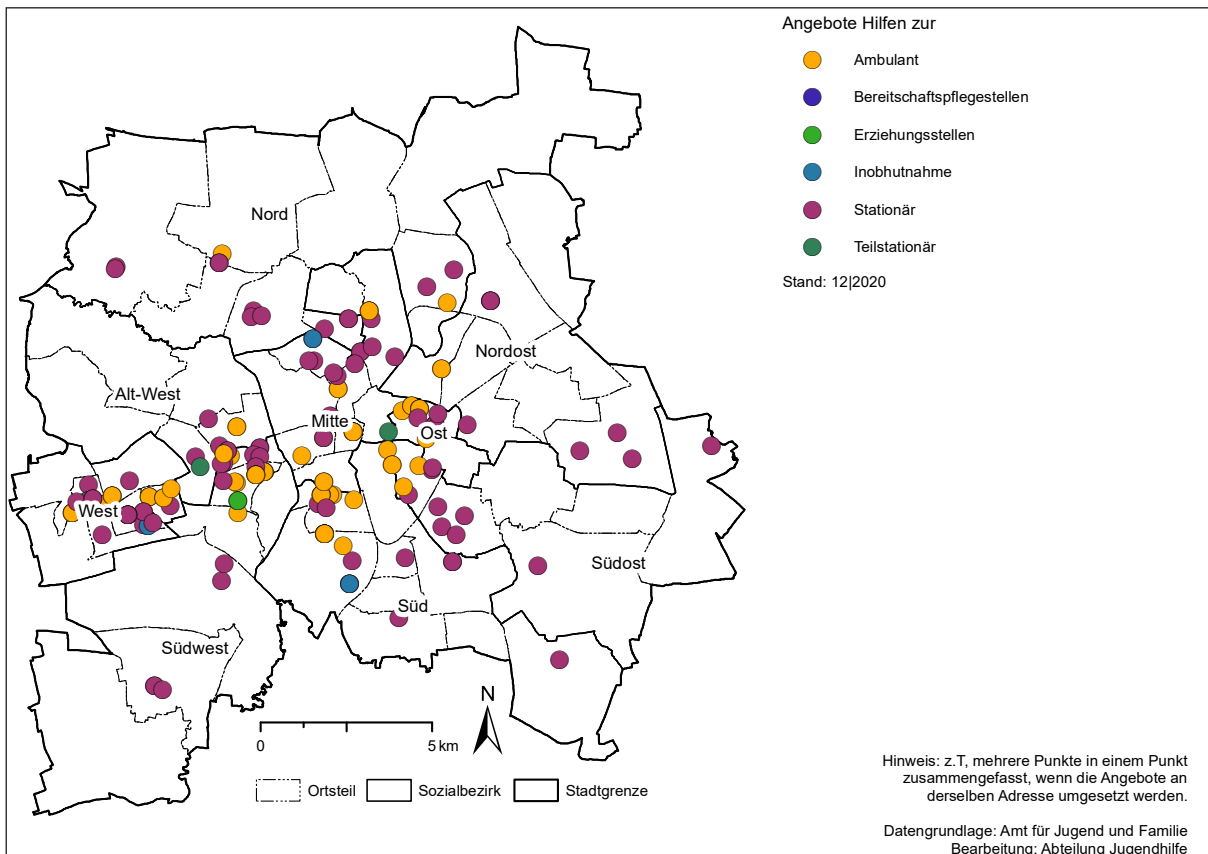 Angebote Hilfen zur
Ambulant
Bereitschaftspflegestellen
Erziehungsstellen
Inobhutnahme
Stationär
Teilstationär
Stand: 12|2020
Nord
Nordost
Alt-West
Mitte
Ost
West
Südost
Süd
Südwest
N
0 5 km
Ortsteil Sozialbezirk Stadtgrenze
Hinweis: z.T, mehrere Punkte in einem Punkt
zusammengefasst, wenn die Angebote an
derselben Adresse umgesetzt werden.
Datengrundlage: Amt für Jugend und Familie
Bearbeitung: Abteilung Jugendhilfe